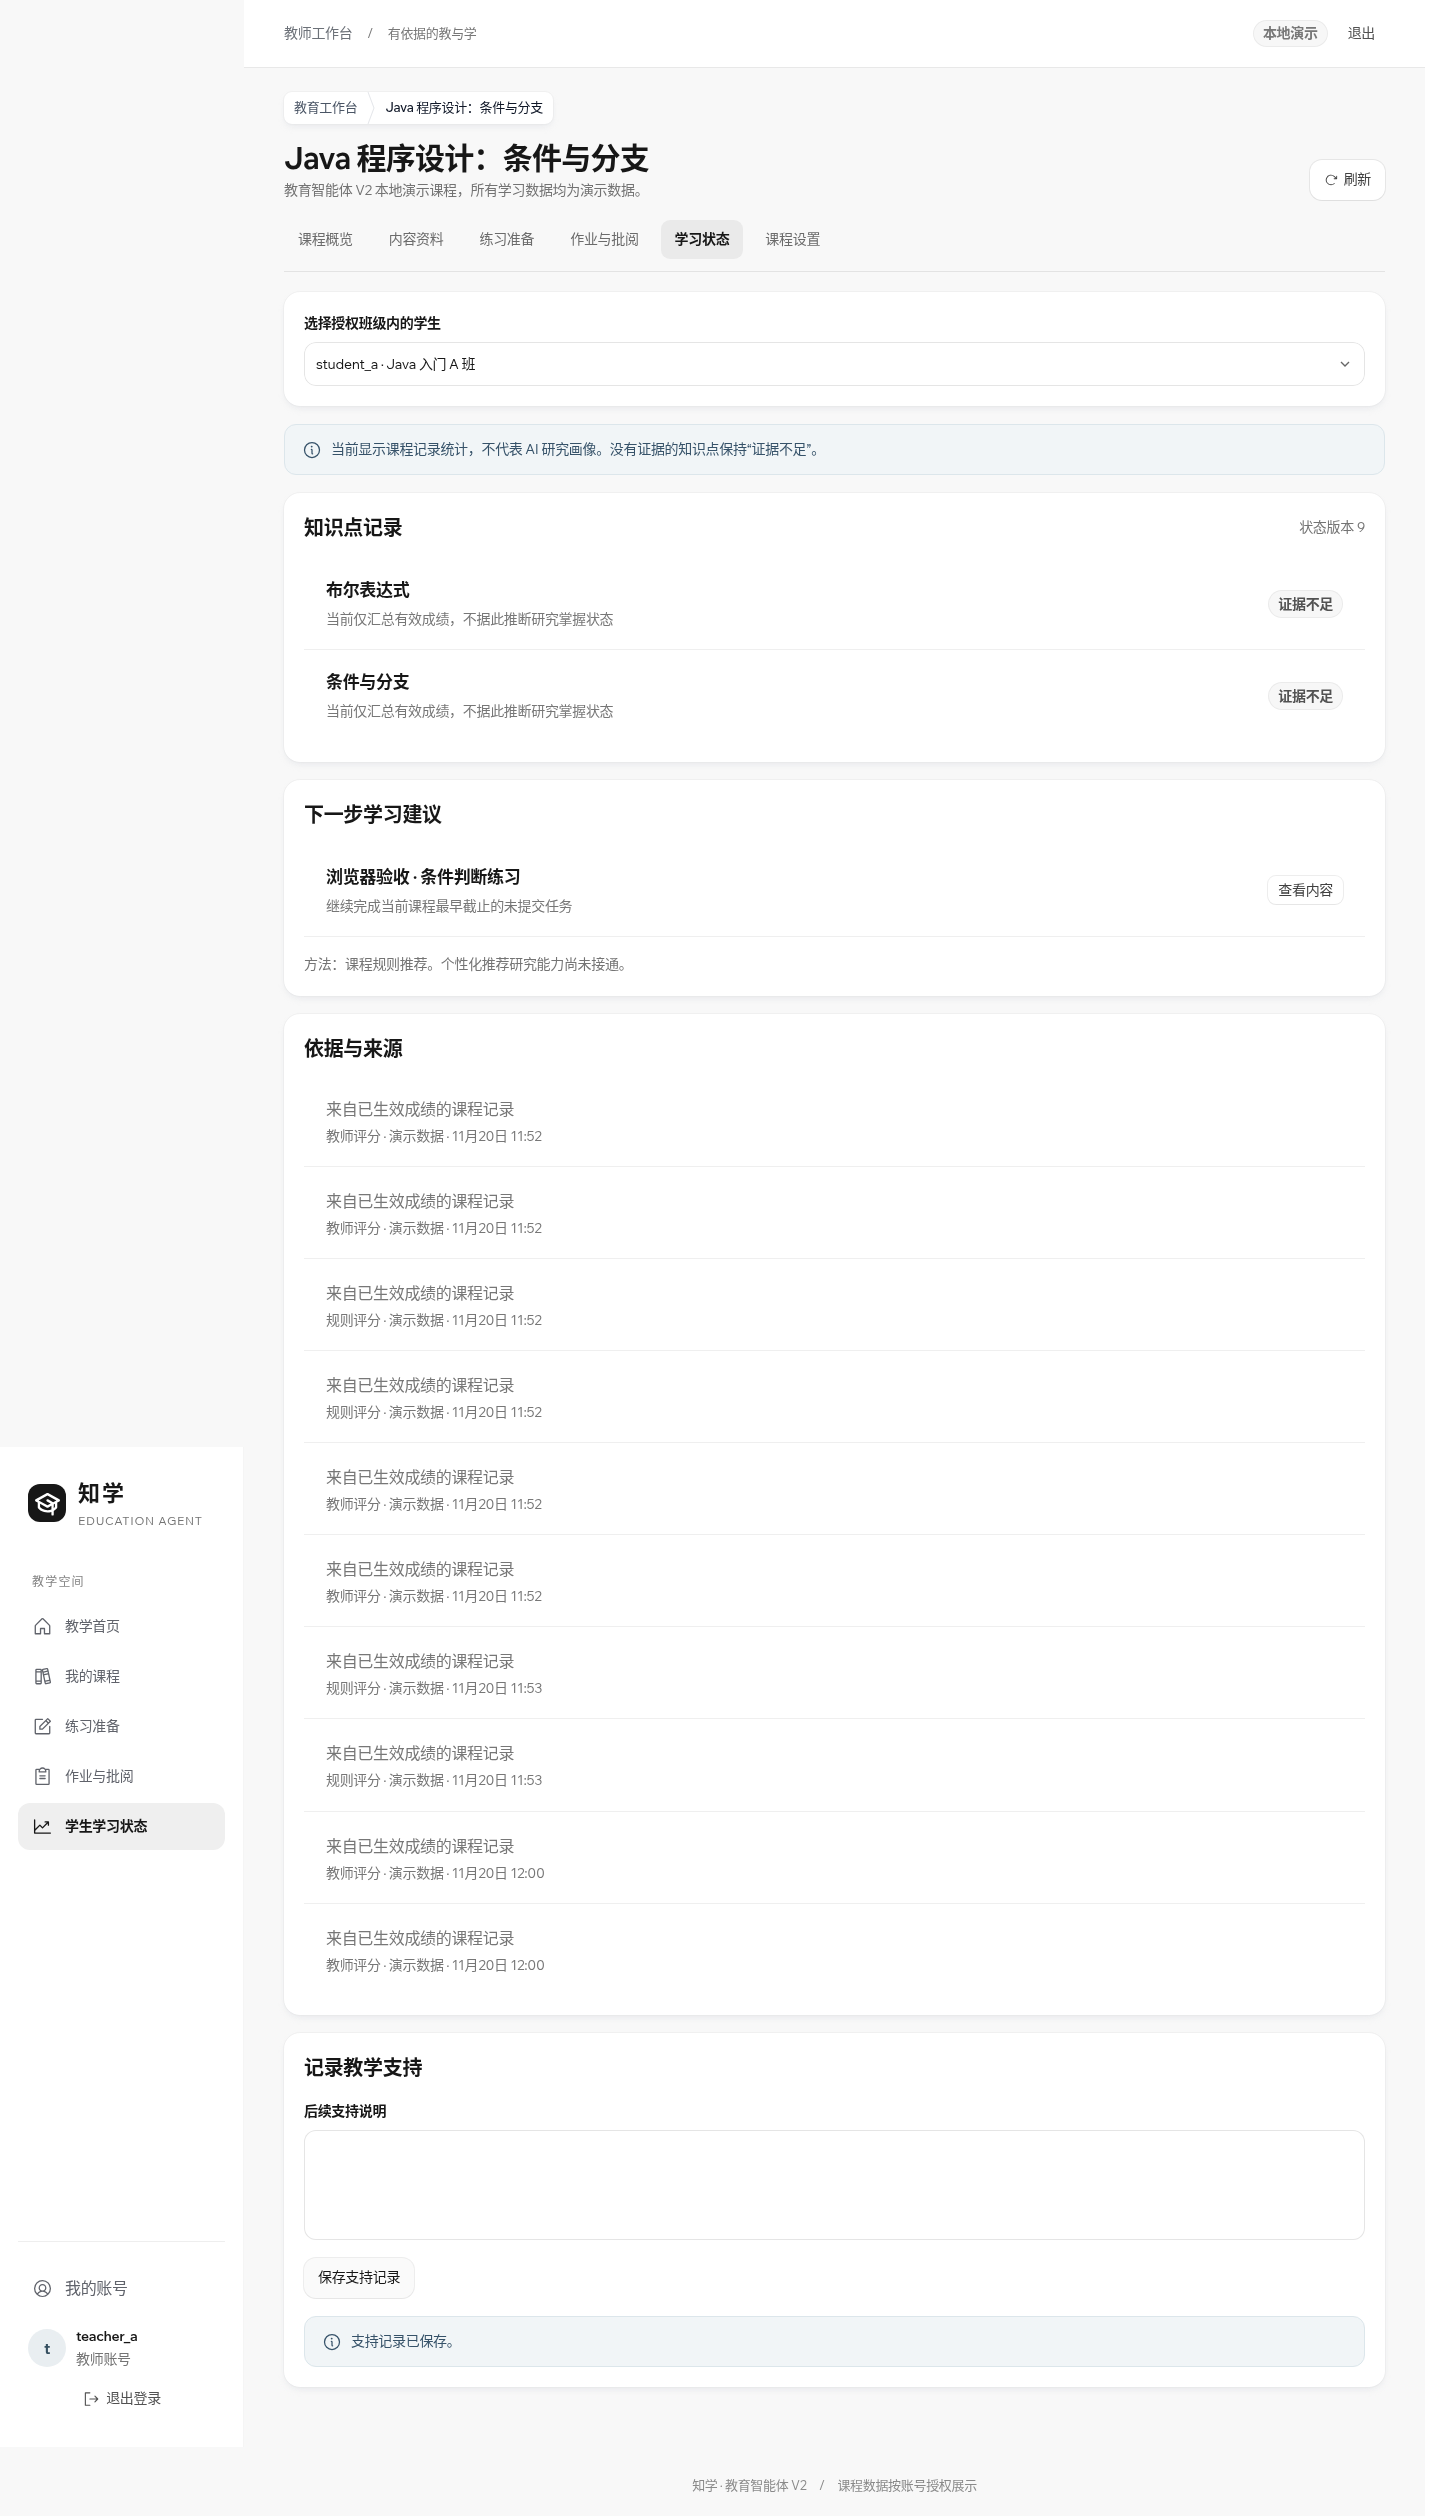 教师工作台 / 有依据的教与学
本地演示 退出
教育工作台 Java 程序设计：条件与分支
Java 程序设计：条件与分支
教育智能体 V2 本地演示课程，所有学习数据均为演示数据。
刷新
课程概览 内容资料 练习准备 作业与批阅 学习状态 课程设置
选择授权班级内的学生
student_a · Java 入门 A 班
当前显示课程记录统计，不代表 AI 研究画像。没有证据的知识点保持“证据不足”。
知识点记录 状态版本 9
布尔表达式
当前仅汇总有效成绩，不据此推断研究掌握状态
证据不足
条件与分支
当前仅汇总有效成绩，不据此推断研究掌握状态
证据不足
下一步学习建议
浏览器验收 · 条件判断练习
继续完成当前课程最早截止的未提交任务
查看内容
方法：课程规则推荐。个性化推荐研究能力尚未接通。
依据与来源
来自已生效成绩的课程记录
教师评分 · 演示数据 · 11月20日 11:52
来自已生效成绩的课程记录
教师评分 · 演示数据 · 11月20日 11:52
来自已生效成绩的课程记录
规则评分 · 演示数据 · 11月20日 11:52
来自已生效成绩的课程记录
规则评分 · 演示数据 · 11月20日 11:52
来自已生效成绩的课程记录
教师评分 · 演示数据 · 11月20日 11:52
来自已生效成绩的课程记录
教师评分 · 演示数据 · 11月20日 11:52
来自已生效成绩的课程记录
规则评分 · 演示数据 · 11月20日 11:53
来自已生效成绩的课程记录
规则评分 · 演示数据 · 11月20日 11:53
来自已生效成绩的课程记录
教师评分 · 演示数据 · 11月20日 12:00
来自已生效成绩的课程记录
教师评分 · 演示数据 · 11月20日 12:00
记录教学支持
后续支持说明
保存支持记录
支持记录已保存。
知学
EDUCATION AGENT
教学空间
教学首页
我的课程
练习准备
作业与批阅
学生学习状态
我的账号
t
teacher_a
教师账号
退出登录
知学 · 教育智能体 V2 / 课程数据按账号授权展示